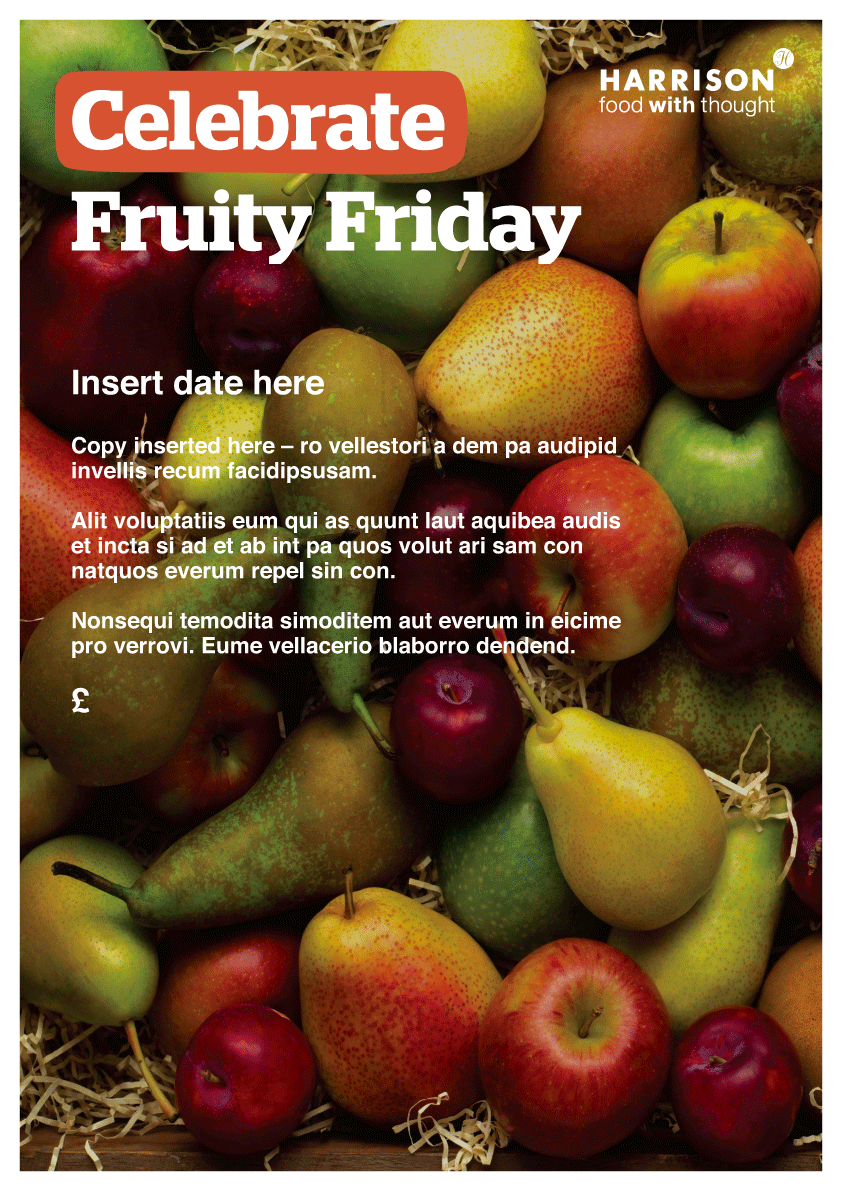 Celebrate
H
HARRISON
food with thought
Fruity Friday
Insert date here
Copy inserted here – ro vellestori a dem pa audipid
invellis recum facidipsusam.
Alit voluptatiis eum qui as quunt laut aquibea audis
et incta si ad et ab int pa quos volut ari sam con
natquos everum repel sin con.
Nonsequi temodita simoditem aut everum in eicime
pro verrovi. Eume vellacerio blaborro dendend.
£